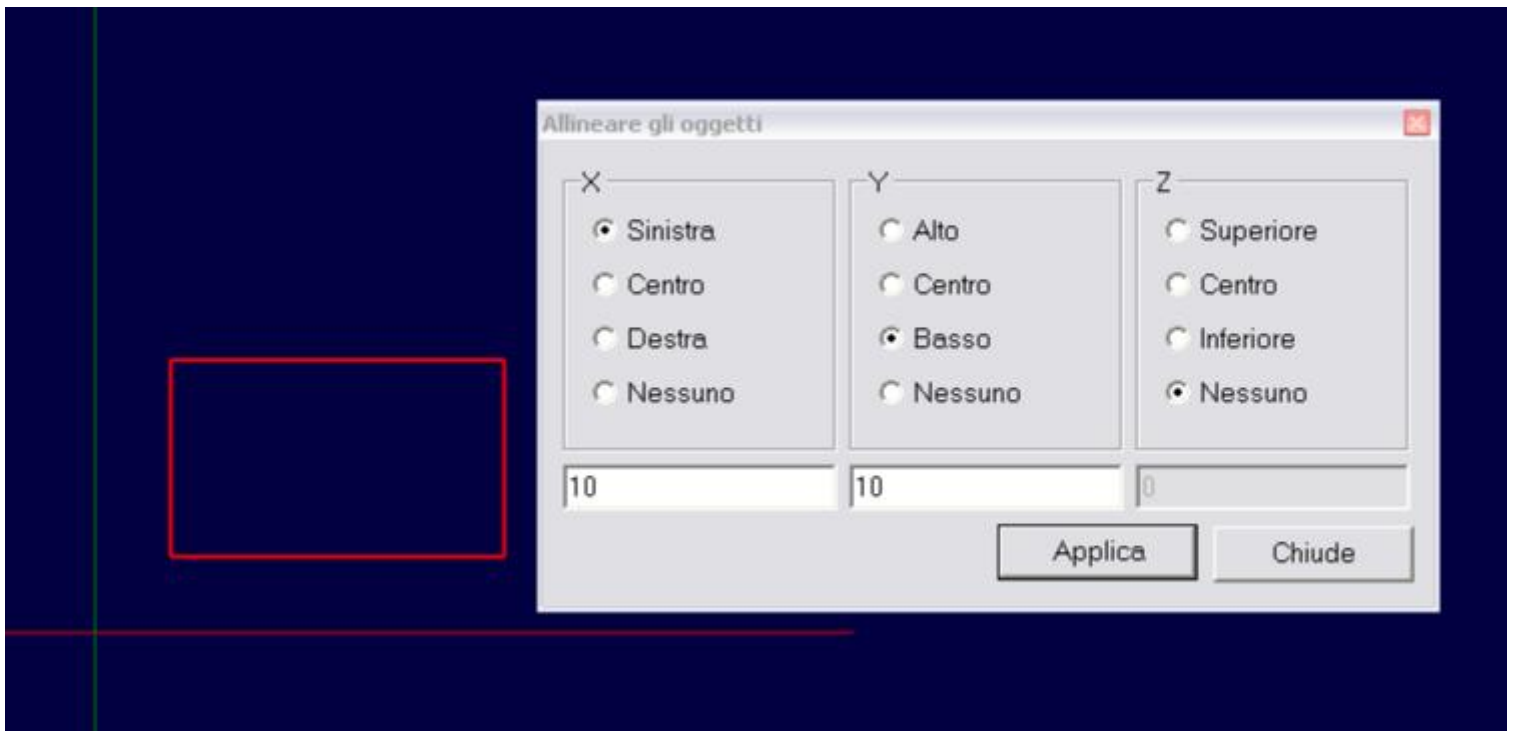 Allineare gli oggetti
X Y Z
Sinistra Alto Superiore
Centro Centro Centro
Destra Basso Inferiore
Nessuno Nessuno Nessuno
10 10 0
Applica Chiude